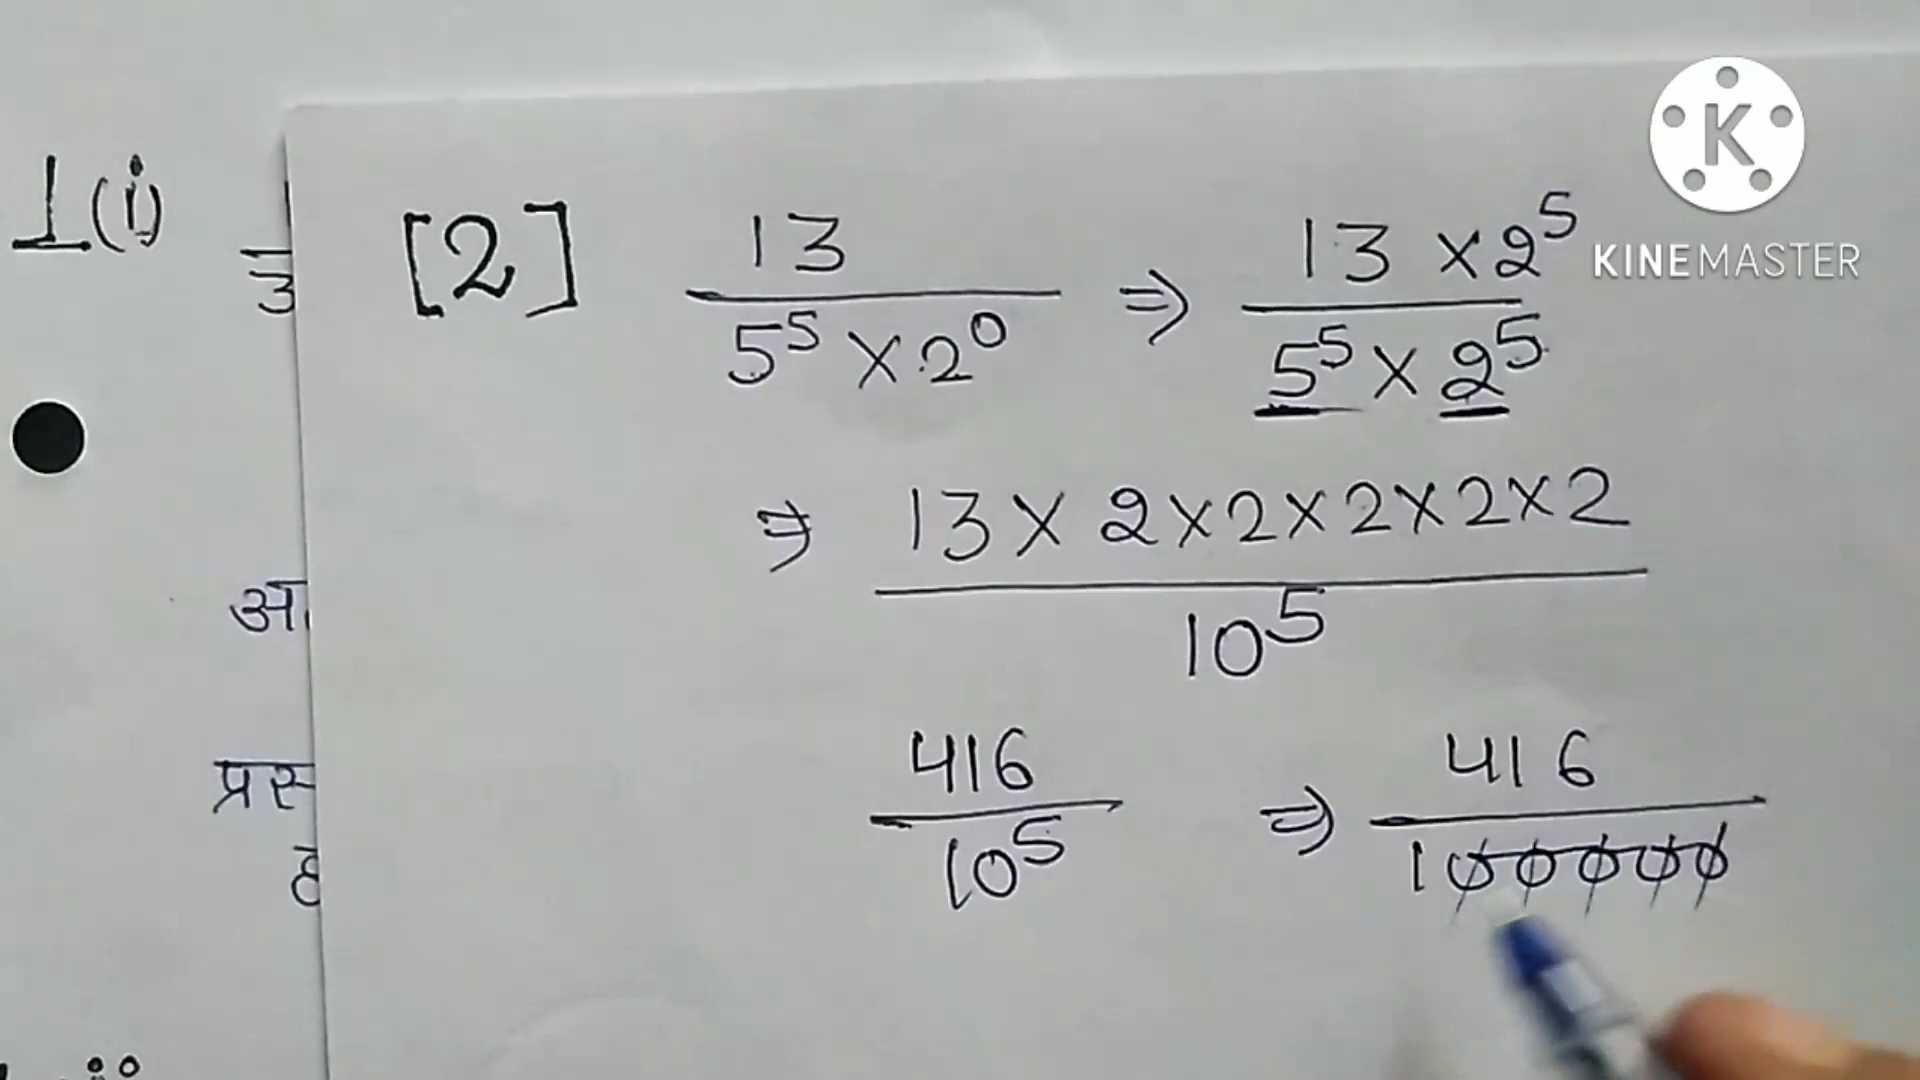 1(i)
[2] 13 / 5⁵ × 2⁰ ⇒ 13 × 2⁵ / 5⁵ × 2⁵
⇒ 13 × 2 × 2 × 2 × 2 × 2 / 10⁵
416 / 10⁵ ⇒ 416 / 100000
K
KINEMASTER